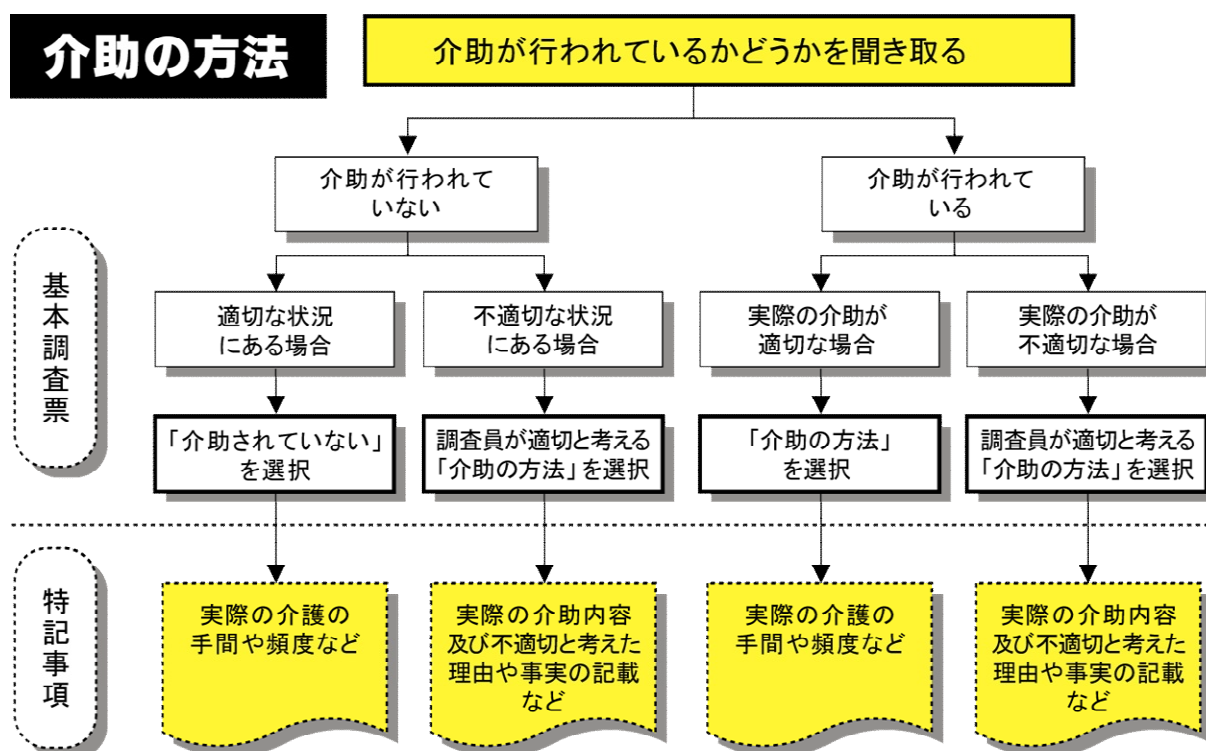 介助の方法
介助が行われているかどうかを聞き取る
介助が行われて
いない
介助が行われて
いる
基本調査票
適切な状況
にある場合
不適切な状況
にある場合
実際の介助が
適切な場合
実際の介助が
不適切な場合
「介助されていない」
を選択
調査員が適切と考える
「介助の方法」を選択
「介助の方法」
を選択
調査員が適切と考える
「介助の方法」を選択
特記事項
実際の介護の
手間や頻度など
実際の介助内容
及び不適切と考えた
理由や事実の記載
など
実際の介護の
手間や頻度など
実際の介助内容
及び不適切と考えた
理由や事実の記載
など